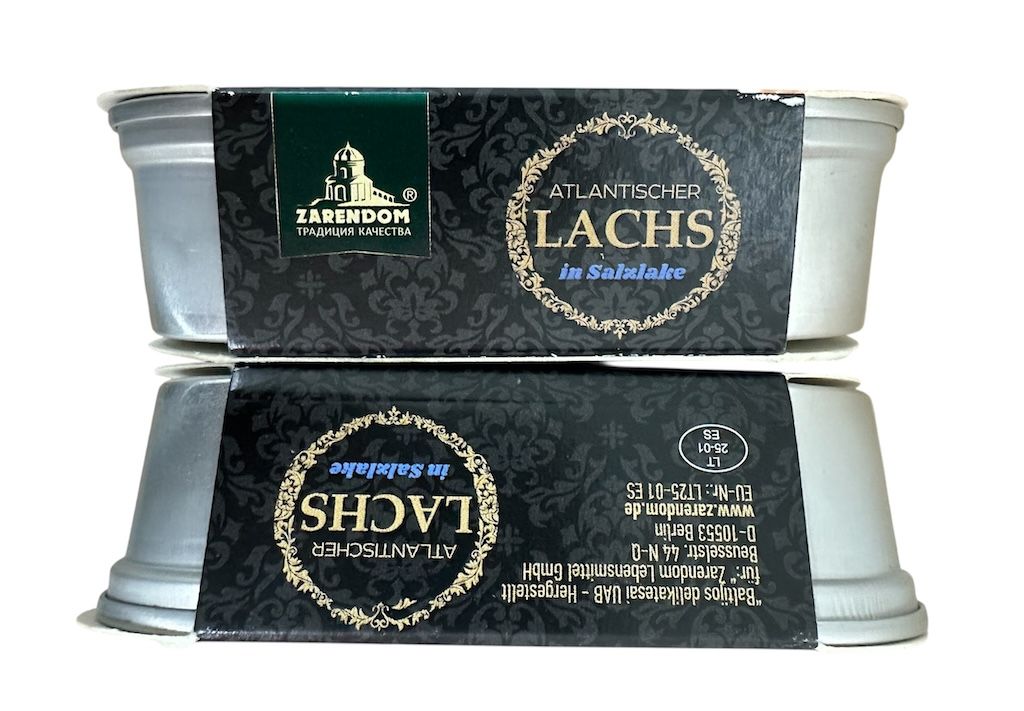 ZARENDOM®
ТРАДИЦИЯ КАЧЕСТВА
ATLANTISCHER
LACHS
in Salzlake
ATLANTISCHER
LACHS
in Salzlake
"Baltijos delikatesai UAB - Hergestellt
für: " Zarendom Lebensmittel GmbH
Beusselstr. 44 N-Q
D-10553 Berlin
www.zarendom.de
EU-Nr.: LT25-01 ES
LT
25-01
ES